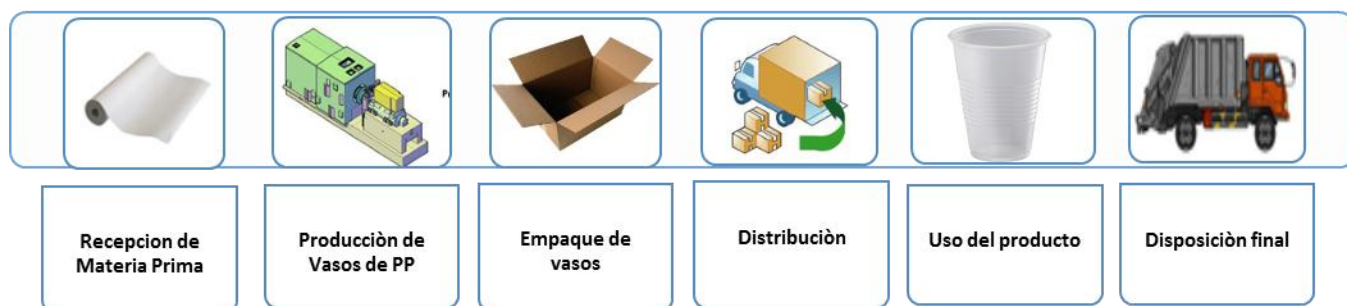 Recepcion de
Materia Prima
Producciòn de
Vasos de PP
Empaque de
vasos
Distribuciòn
Uso del producto
Disposiciòn final